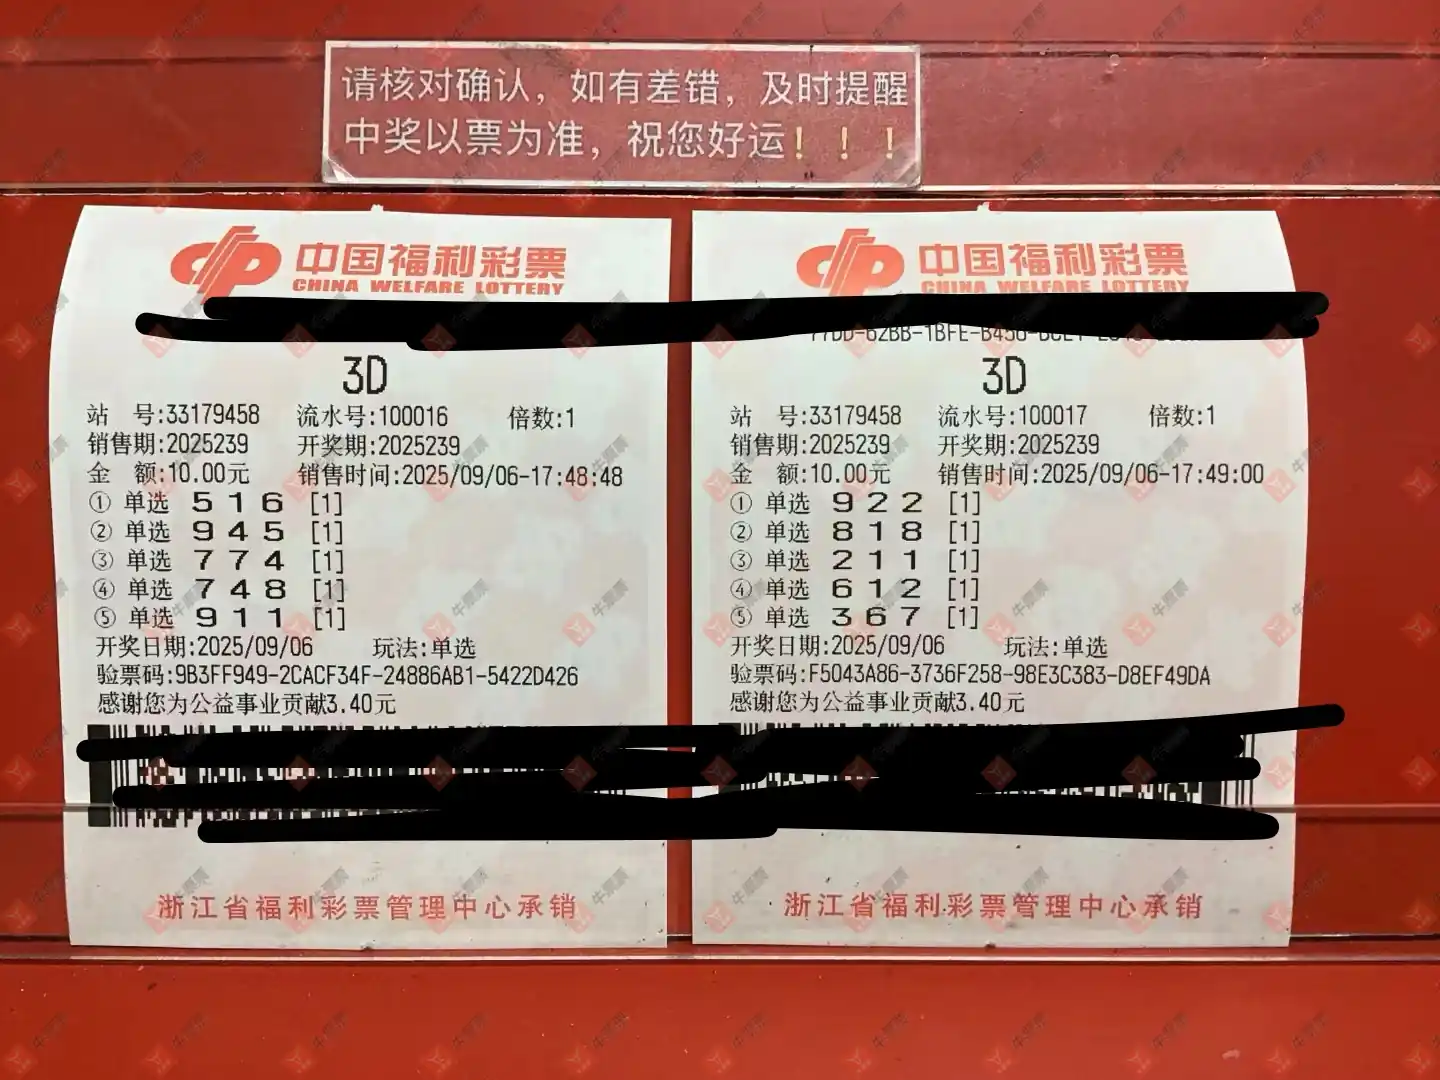 请核对确认，如有差错，及时提醒
中奖以票为准，祝您好运！！！
中国福利彩票
CHINA WELFARE LOTTERY
3D
站 号:33179458 流水号:100016 倍数:1
销售期:2025239 开奖期:2025239
金 额:10.00元 销售时间:2025/09/06-17:48:48
① 单选 5 1 6 [1]
② 单选 9 4 5 [1]
③ 单选 7 7 4 [1]
④ 单选 7 4 8 [1]
⑤ 单选 9 1 1 [1]
开奖日期:2025/09/06 玩法:单选
验票码:9B3FF949-2CACF34F-24886AB1-5422D426
感谢您为公益事业贡献3.40元
浙江省福利彩票管理中心承销
中国福利彩票
CHINA WELFARE LOTTERY
3D
站 号:33179458 流水号:100017 倍数:1
销售期:2025239 开奖期:2025239
金 额:10.00元 销售时间:2025/09/06-17:49:00
① 单选 9 2 2 [1]
② 单选 8 1 8 [1]
③ 单选 2 1 1 [1]
④ 单选 6 1 2 [1]
⑤ 单选 3 6 7 [1]
开奖日期:2025/09/06 玩法:单选
验票码:F5043A86-3736F258-98E3C383-D8EF49DA
感谢您为公益事业贡献3.40元
浙江省福利彩票管理中心承销